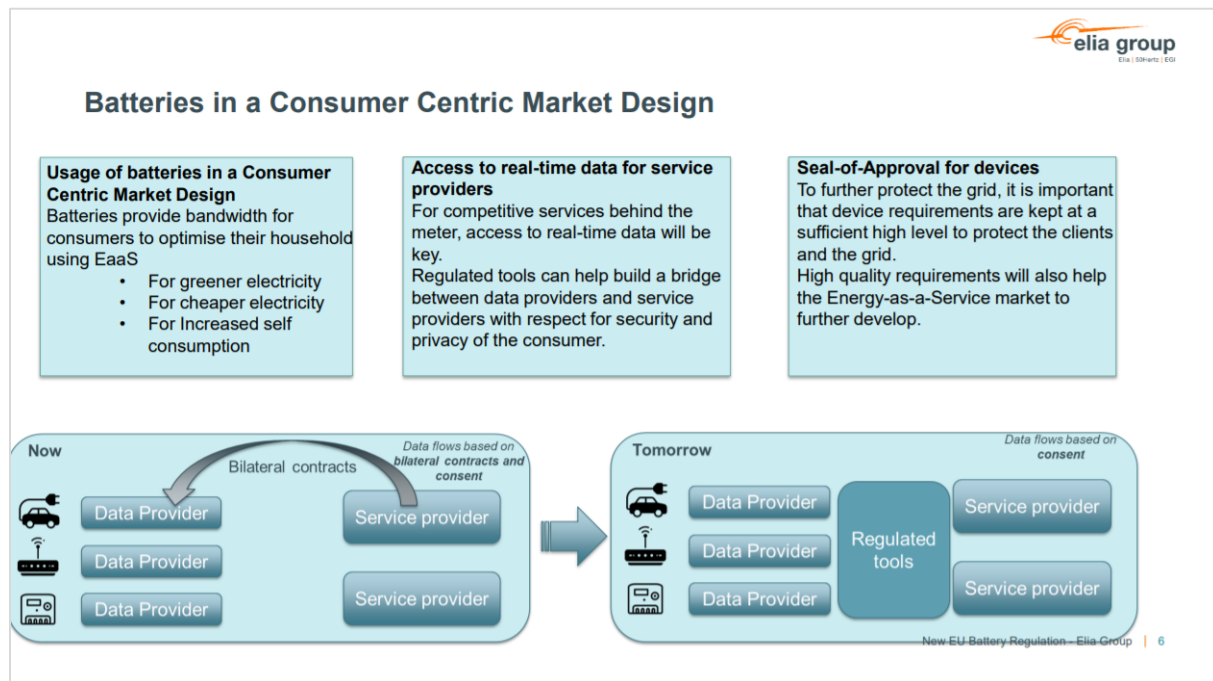 elia group
Elia | 50Hertz | EGI
Batteries in a Consumer Centric Market Design
Usage of batteries in a Consumer
Centric Market Design
Batteries provide bandwidth for
consumers to optimise their household
using EaaS
• For greener electricity
• For cheaper electricity
• For Increased self
consumption
Access to real-time data for service
providers
For competitive services behind the
meter, access to real-time data will be
key.
Regulated tools can help build a bridge
between data providers and service
providers with respect for security and
privacy of the consumer.
Seal-of-Approval for devices
To further protect the grid, it is important
that device requirements are kept at a
sufficient high level to protect the clients
and the grid.
High quality requirements will also help
the Energy-as-a-Service market to
further develop.
Now
Bilateral contracts
Data flows based on
bilateral contracts and
consent
Data Provider
Data Provider
Data Provider
Service provider
Service provider
Tomorrow
Data flows based on
consent
Data Provider
Data Provider
Data Provider
Regulated
tools
Service provider
Service provider
New EU Battery Regulation - Elia Group | 6